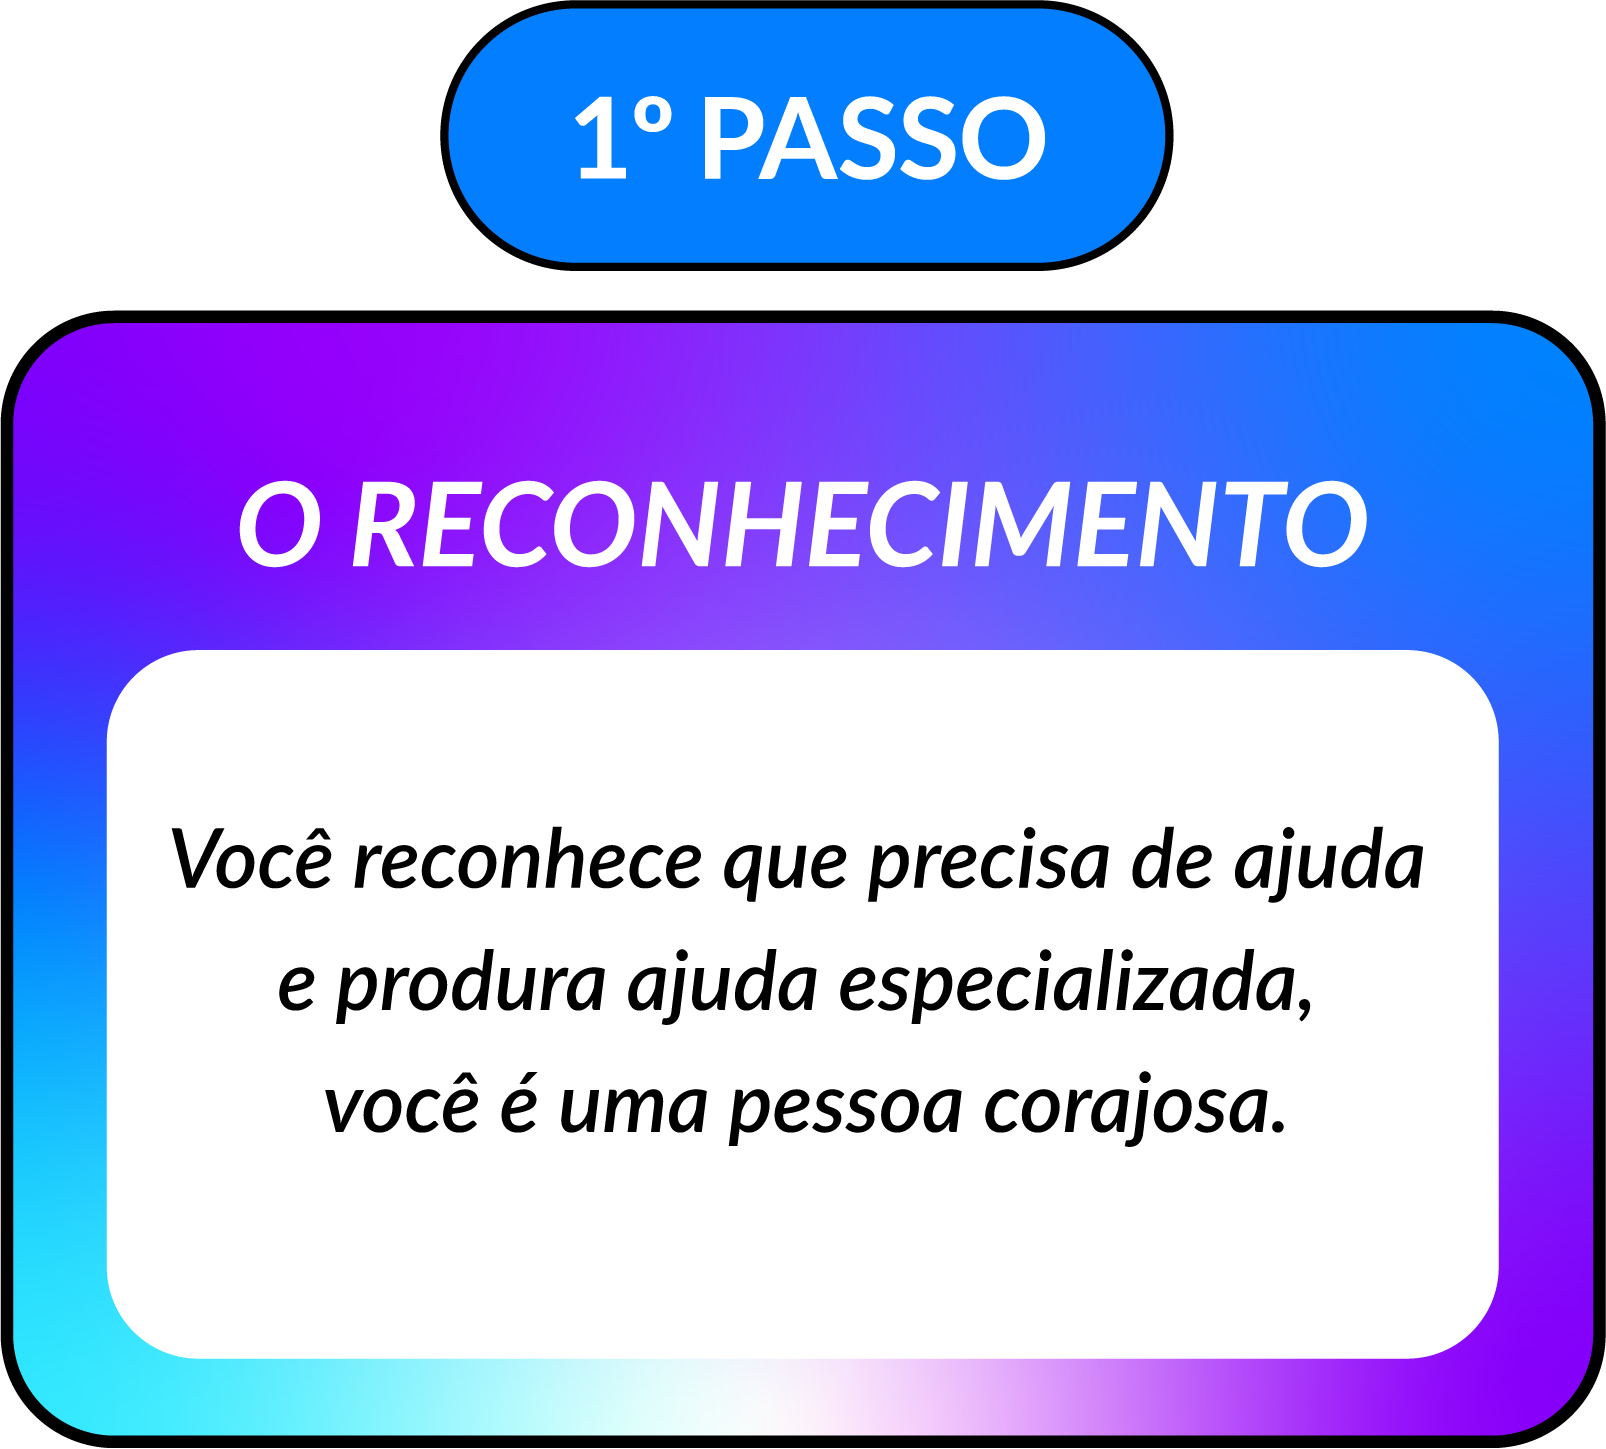 1º PASSO
O RECONHECIMENTO
Você reconhece que precisa de ajuda
e produra ajuda especializada,
você é uma pessoa corajosa.